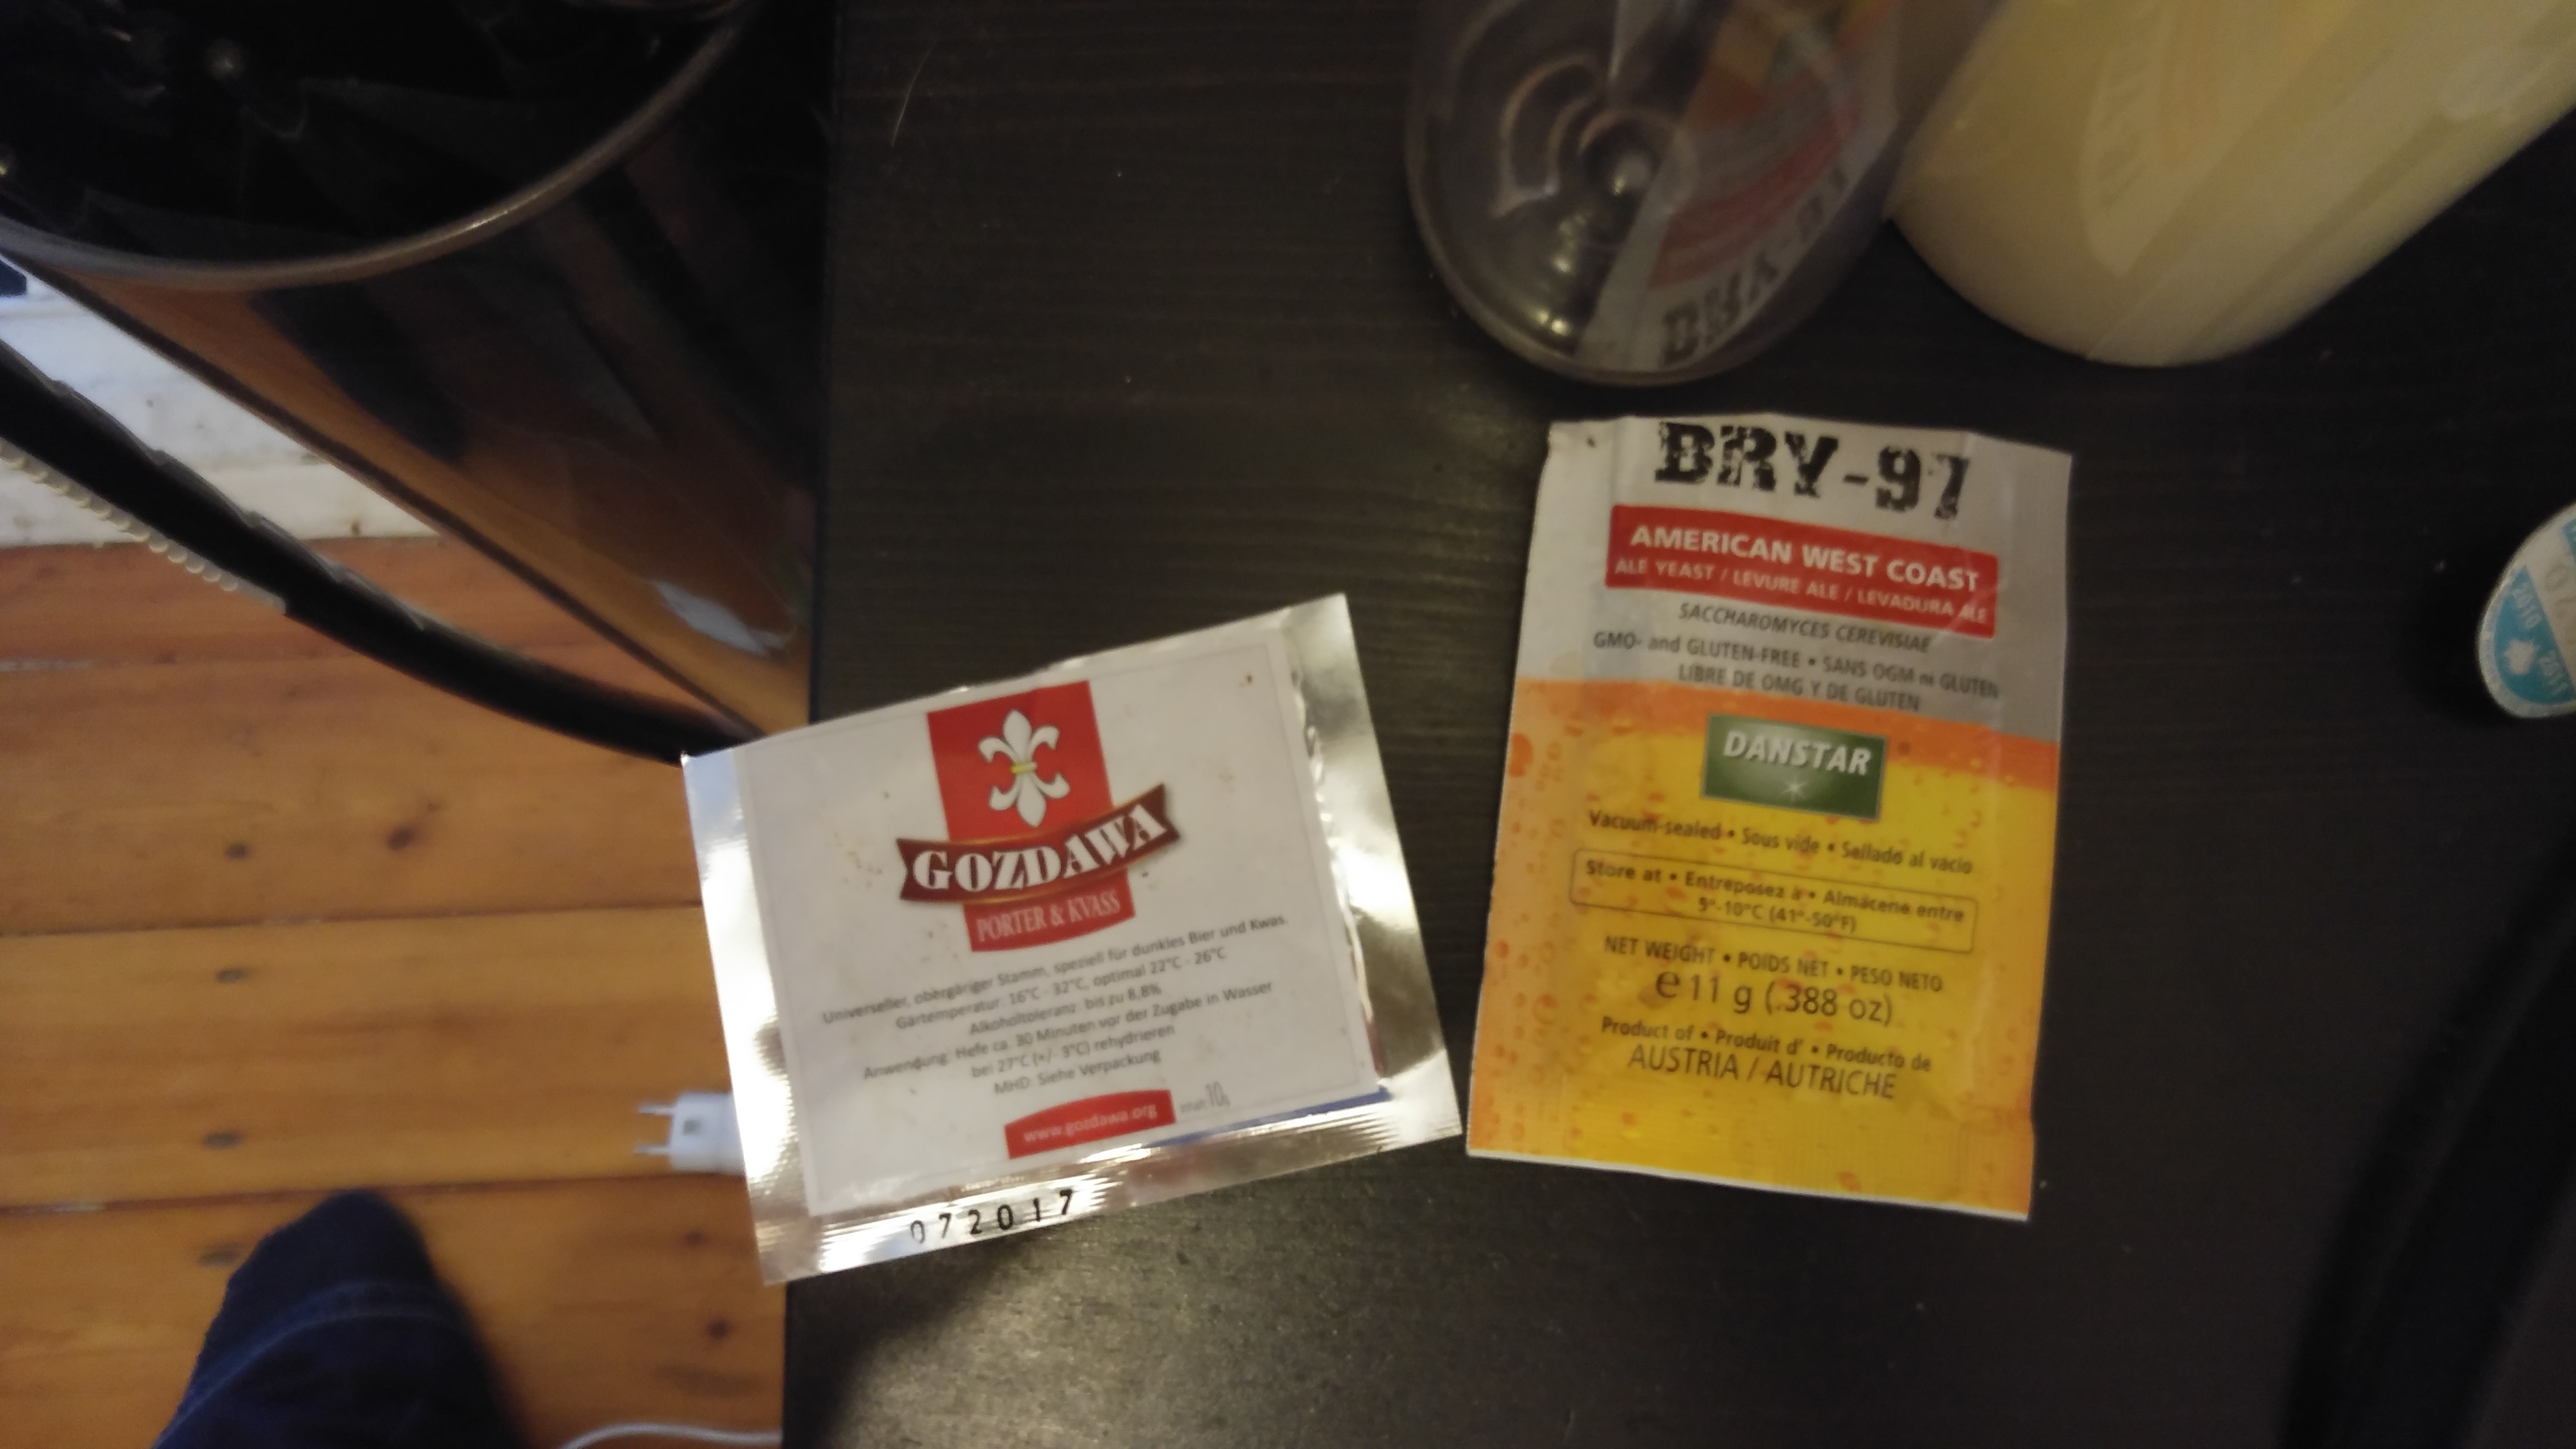 GOZDAWA
PORTER & KVASS
Universeller, obergäriger Stamm, speziell für dunkles Bier und Kwas.
Gärtemperatur: 16°C - 32°C, optimal 22°C - 26°C
Alkoholtoleranz: bis zu 8,8%
Anwendung: Hefe ca. 30 Minuten vor der Zugabe in Wasser
bei 27°C (+/- 3°C) rehydrieren
MHD: Siehe Verpackung
www.gozdawa.org
10g
072017
BRY-97
AMERICAN WEST COAST
ALE YEAST / LEVURE ALE / LEVADURA ALE
SACCHAROMYCES CEREVISIAE
GMO- and GLUTEN-FREE • SANS OGM ni GLUTEN
LIBRE DE OMG Y DE GLUTEN
DANSTAR
Vacuum-sealed • Sous vide • Sellado al vacío
Store at • Entreposez à • Almacene entre
5°-10°C (41°-50°F)
NET WEIGHT • POIDS NET • PESO NETO
e 11 g (.388 oz)
Product of • Produit d' • Producto de
AUSTRIA / AUTRICHE
2010
2011